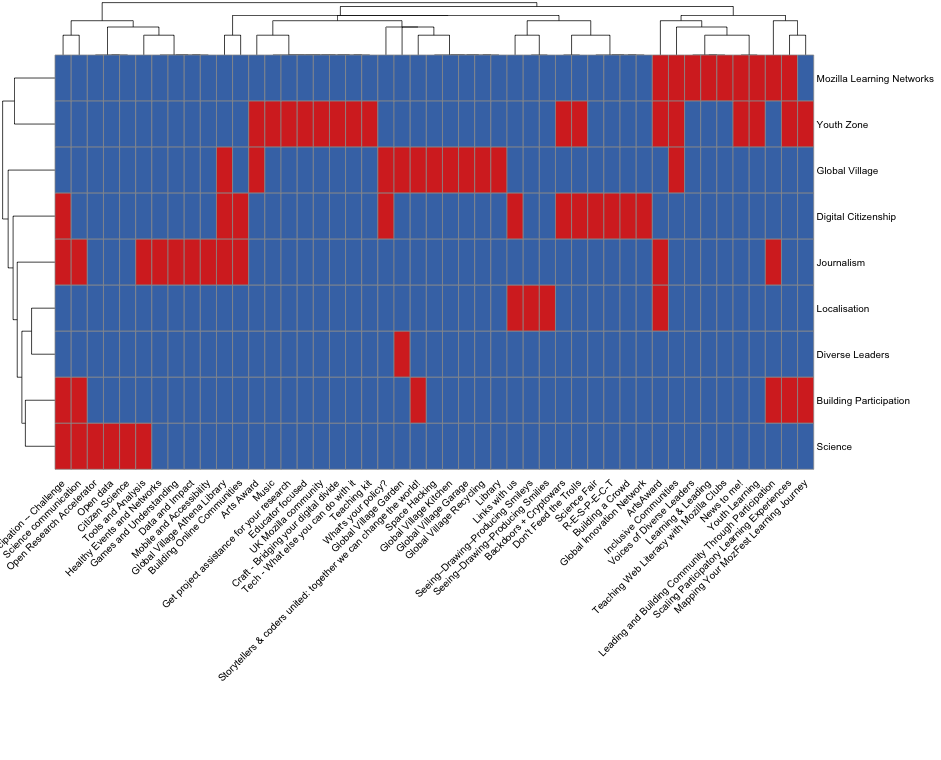 Mozilla Learning Networks
Youth Zone
Global Village
Digital Citizenship
Journalism
Localisation
Diverse Leaders
Building Participation
Science
– Challenge
Science communication
Open Research Accelerator
Open data
Citizen Science
Tools and Analysis
Healthy Events and Networks
Games and Understanding
Data and Impact
Mobile and Accessibility
Global Village Athena Library
Building Online Communities
Arts Award
Music
Get project assistance for your research
Educator focused
UK Mozilla community
Craft - Bridging your digital divide
Tech - What else you can do with it
Teaching kit
What's your policy?
Global Village Garden
Storytellers & coders united: together we can change the world!
Space Hacking
Global Village Kitchen
Global Village Garage
Global Village Recycling
Library
Links with us
Seeing–Drawing–Producing Smileys
Seeing–Drawing–Producing Smilies
Backdoors + Cryptowars
Don't Feed the Trolls
Science Fair
R-E-S-P-E-C-T
Building a Crowd
Global Innovation Network
ArtsAward
Inclusive Communities
Voices of Diverse Leaders
Learning & Leading
Teaching Web Literacy with Mozilla Clubs
News to me!
Youth Learning
Leading and Building Community Through Participation
Scaling Participatory Learning Experiences
Mapping Your MozFest Learning Journey